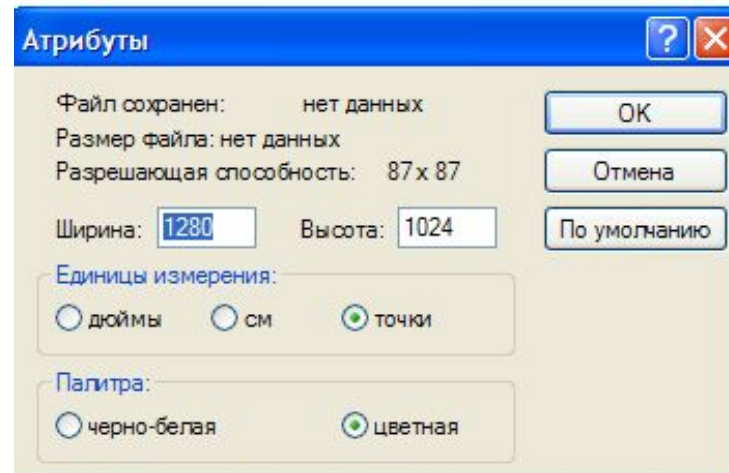 Атрибуты
Файл сохранен: нет данных
Размер файла: нет данных
Разрешающая способность: 87 x 87
OK
Отмена
По умолчанию
Ширина: 1280 Высота: 1024
Единицы измерения:
дюймы см точки
Палитра:
черно-белая цветная